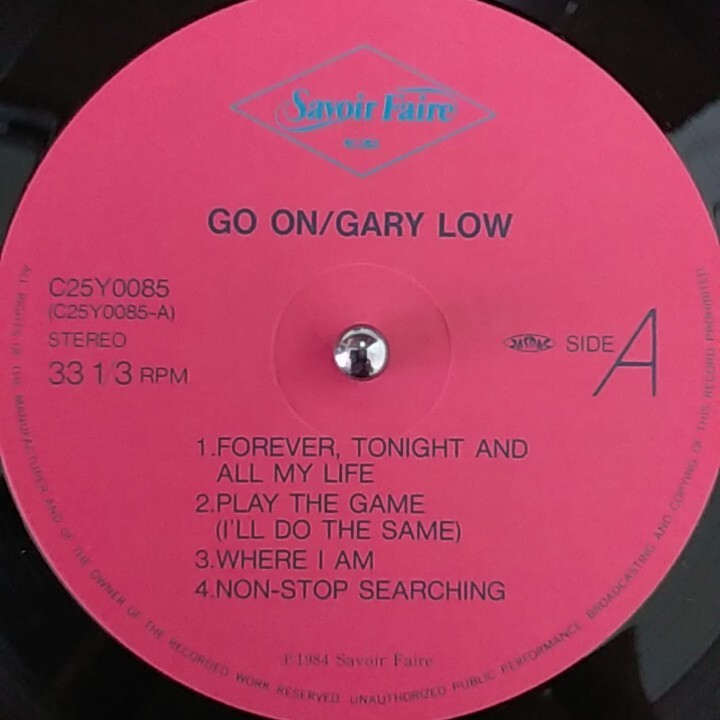 Savoir Faire
GO ON/GARY LOW
C25Y0085
(C25Y0085-A)
STEREO
33 1/3 RPM
JASRAC
SIDE A
1.FOREVER, TONIGHT AND
ALL MY LIFE
2.PLAY THE GAME
(I'LL DO THE SAME)
3.WHERE I AM
4.NON-STOP SEARCHING
℗1984 Savoir Faire
ALL RIGHTS OF THE MANUFACTURER AND OF THE OWNER OF THE RECORDED WORK RESERVED. UNAUTHORIZED PUBLIC PERFORMANCE BROADCASTING AND COPYING OF THIS RECORD PROHIBITED